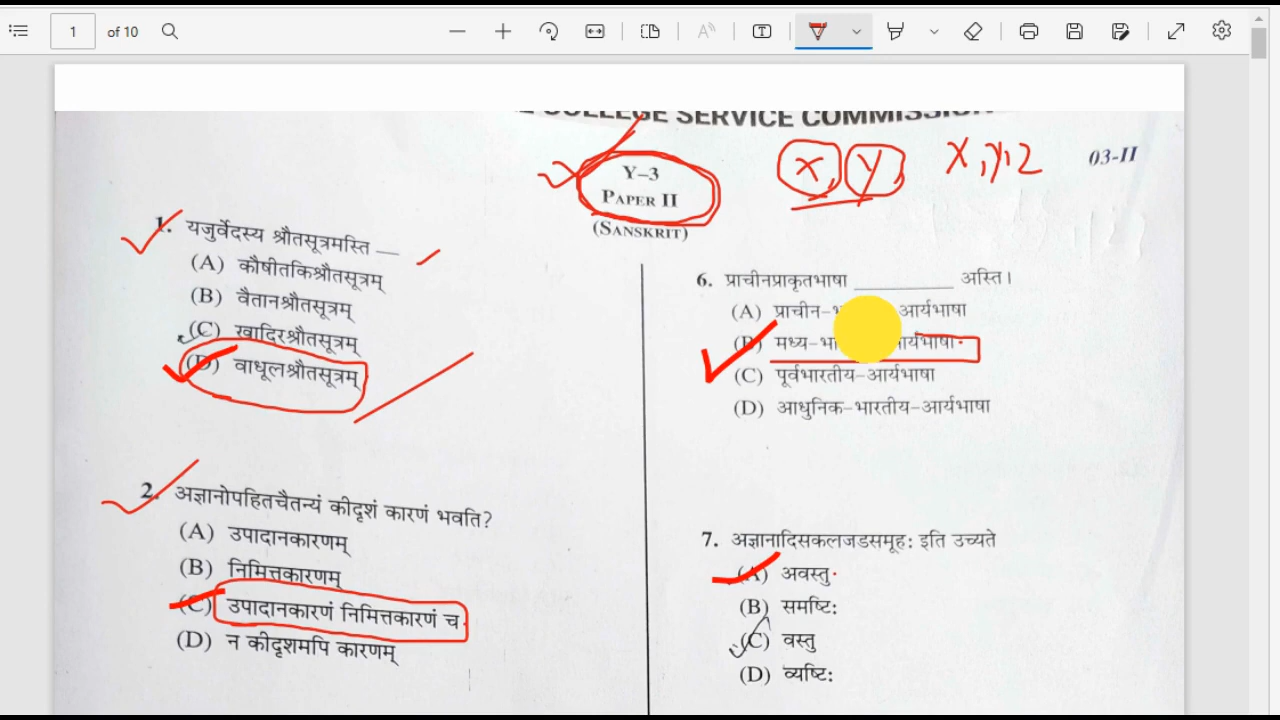 1 of 10
COLLEGE SERVICE COMMISSION
Y-3
PAPER II
(SANSKRIT)
X, Y, X, Y, Z
03-II
1. यजुर्वेदस्य श्रौतसूत्रमस्ति —
(A) कौषीतकिश्रौतसूत्रम्
(B) वैतानश्रौतसूत्रम्
(C) खादिरश्रौतसूत्रम्
(D) वाधूलश्रौतसूत्रम्
2. अज्ञानोपहितचैतन्यं कीदृशं कारणं भवति?
(A) उपादानकारणम्
(B) निमित्तकारणम्
(C) उपादानकारणं निमित्तकारणं च
(D) न कीदृशमपि कारणम्
6. प्राचीनप्राकृतभाषा __________ अस्ति।
(A) प्राचीन- आर्यभाषा
(B) मध्य- आर्यभाषा
(C) पूर्वभारतीय-आर्यभाषा
(D) आधुनिक-भारतीय-आर्यभाषा
7. अज्ञानादिसकलजडसमूह: इति उच्यते
(A) अवस्तु
(B) समष्टि:
(C) वस्तु
(D) व्यष्टि: